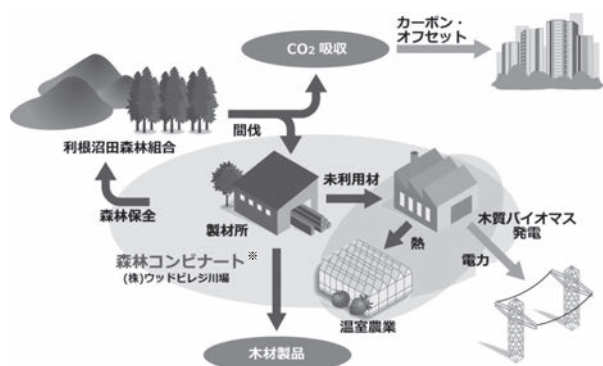 CO₂ 吸収
カーボン・
オフセット
利根沼田森林組合
間伐
森林保全
製材所
未利用材
木質バイオマス
発電
熱
電力
森林コンビナート※
(株)ウッドビレジ川場
温室農業
木材製品